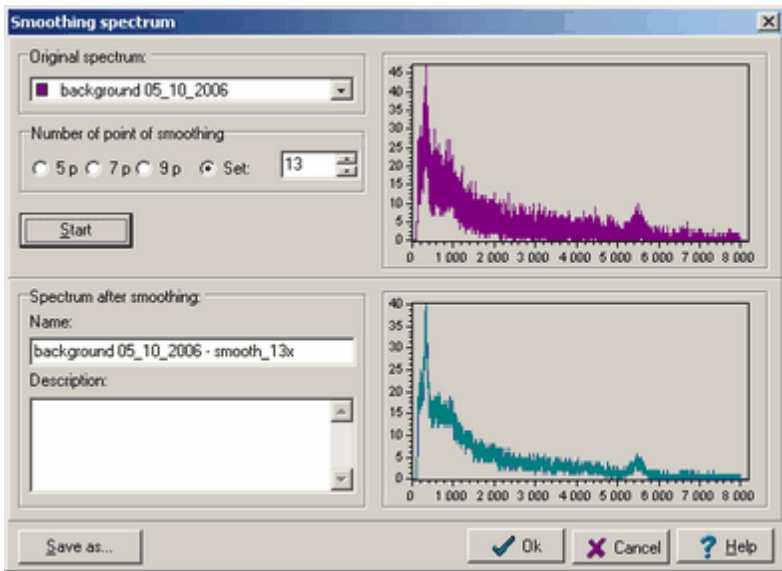 Smoothing spectrum
Original spectrum:
background 05_10_2006
Number of point of smoothing
5 p 7 p 9 p Set: 13
Start
45
40
35
30
25
20
15
10
5
0
0 1 000 2 000 3 000 4 000 5 000 6 000 7 000 8 000
Spectrum after smoothing:
Name:
background 05_10_2006 - smooth_13x
Description:
40
35
30
25
20
15
10
5
0
0 1 000 2 000 3 000 4 000 5 000 6 000 7 000 8 000
Save as... Ok Cancel Help